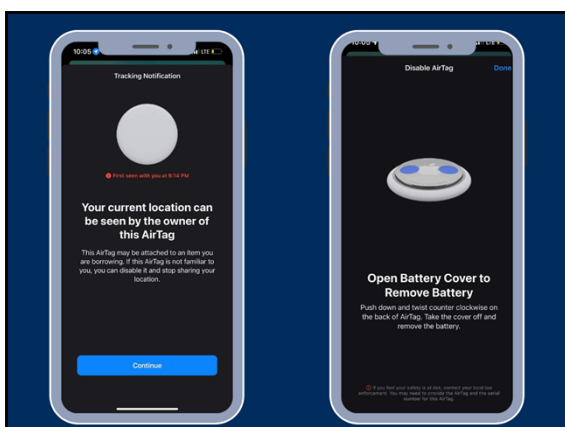 10:05
LTE
Tracking Notification
First seen with you at 9:14 PM
Your current location can
be seen by the owner of
this AirTag
This AirTag may be attached to an item you
are borrowing. If this AirTag is not familiar to
you, you can disable it and stop sharing your
location.
Continue
10:05
LTE
Disable AirTag
Done
Open Battery Cover to
Remove Battery
Push down and twist counter clockwise on
the back of AirTag. Take the cover off and
remove the battery.
If you feel your safety is at risk, contact your local law
enforcement. You may need to provide the AirTag and the serial
number for this AirTag.